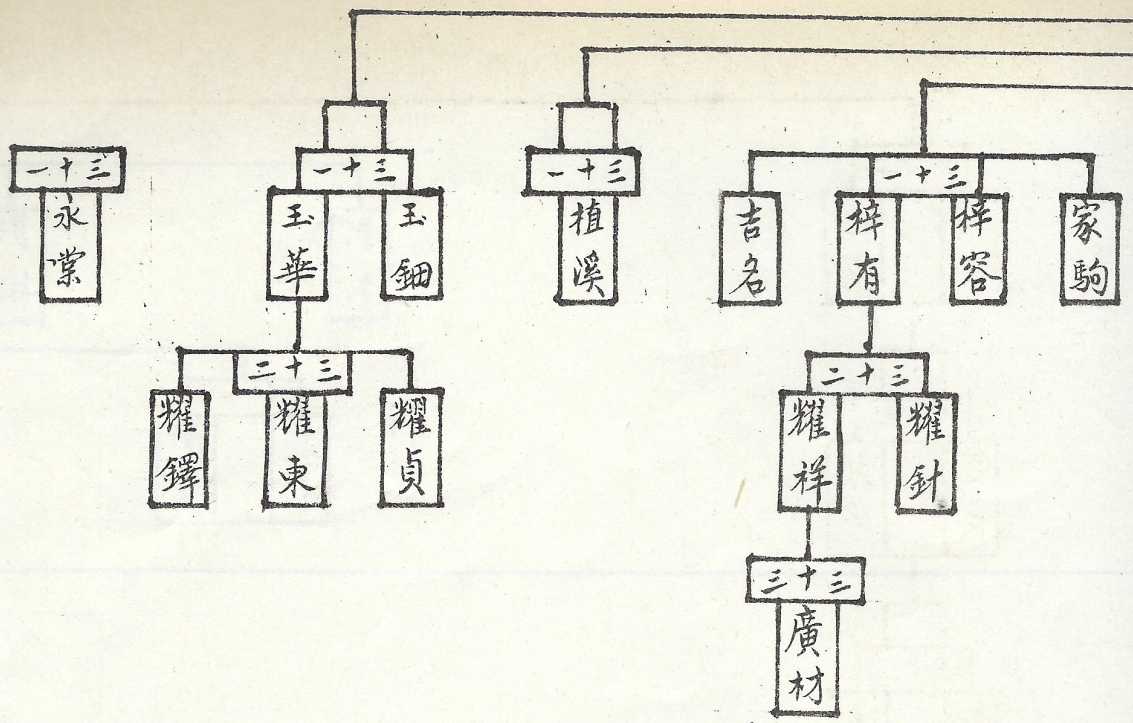 三十一
家駒
梓容
梓有
吉名
三十一
植溪
三十一
玉鈿
玉華
三十一
永棠
三十二
耀針
耀祥
三十二
耀貞
耀東
耀鐸
三十三
廣材